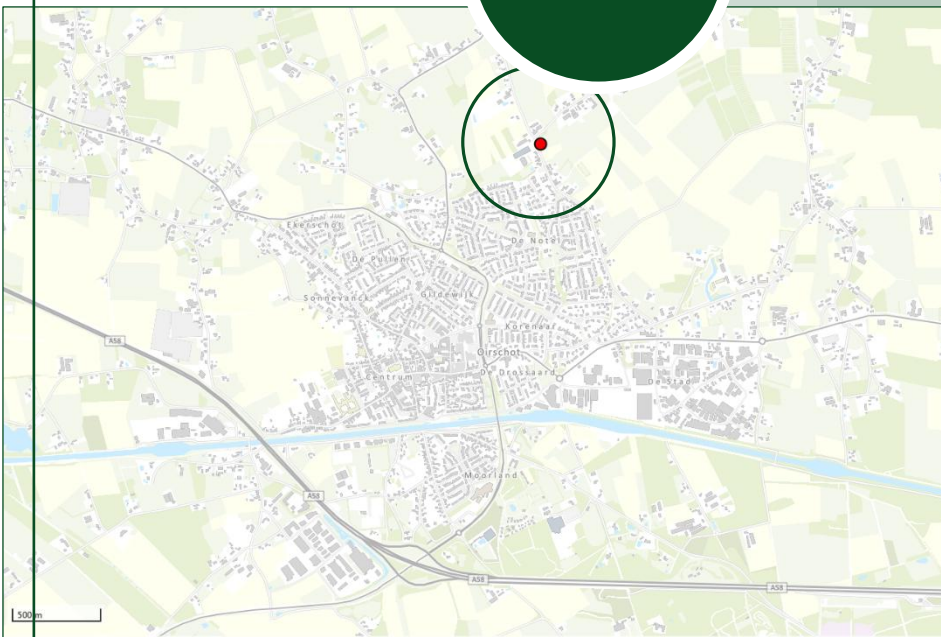 Ekerschot
De Notel
De Pullen
Sonnevanck
Gildewijk
Korenaar
A58
Oirschot
De Drossaard
Centrum
De Stad
Moorland
A58
A58
A58
500 m